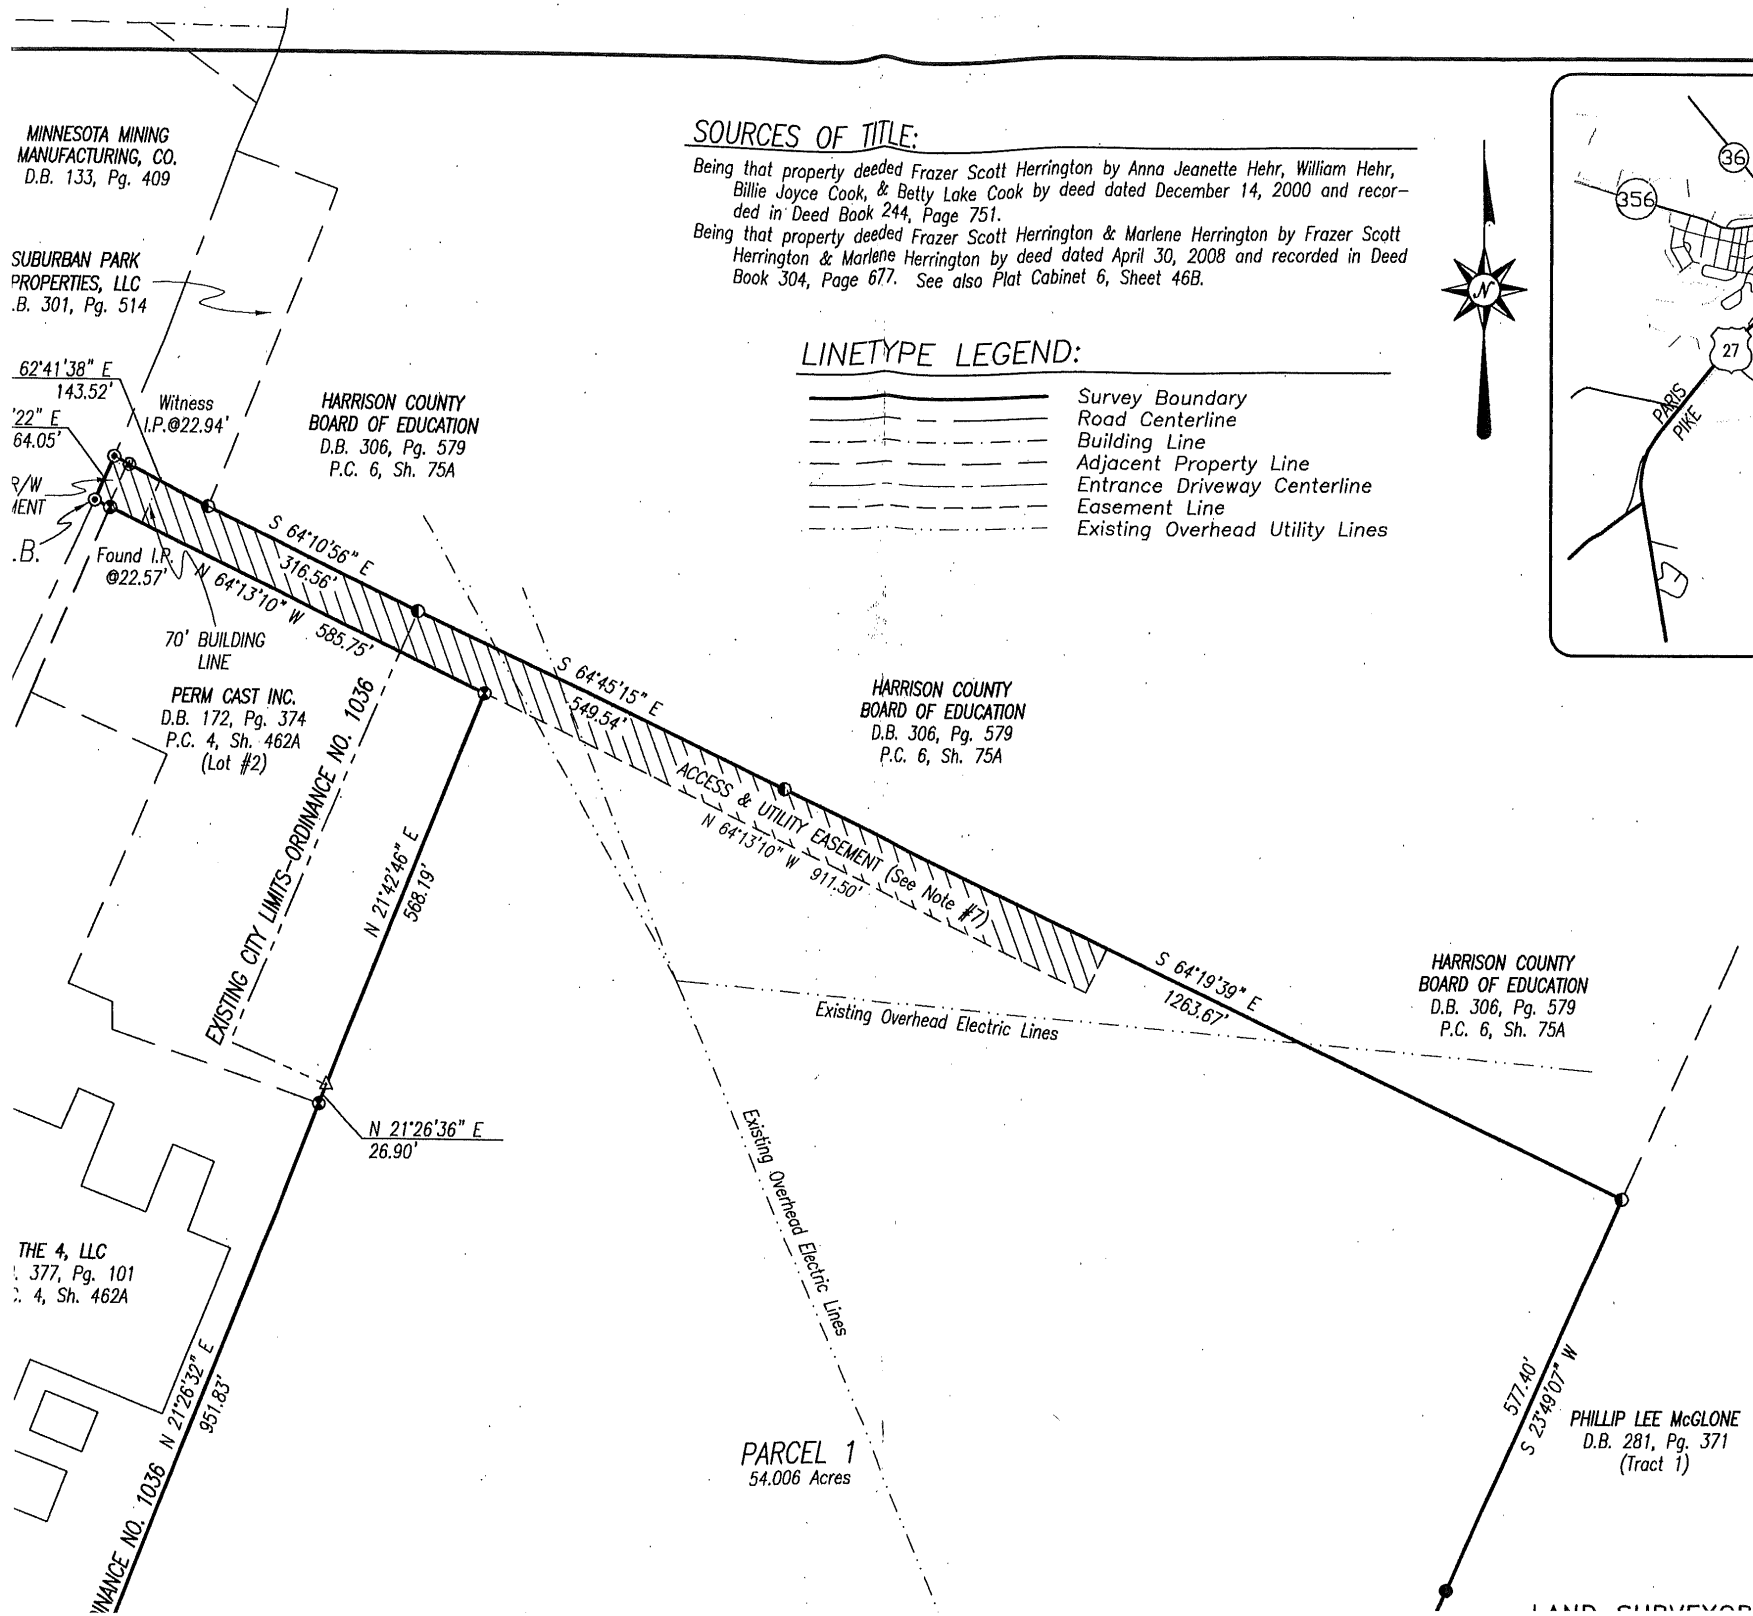 MINNESOTA MINING
MANUFACTURING, CO.
D.B. 133, Pg. 409
SUBURBAN PARK
PROPERTIES, LLC
.B. 301, Pg. 514
62°41'38" E
143.52'
'22" E
64.05'
Witness
I.P.@22.94'
R/W
MENT
.B.
Found I.P.
@22.57'
HARRISON COUNTY
BOARD OF EDUCATION
D.B. 306, Pg. 579
P.C. 6, Sh. 75A
SOURCES OF TITLE:
Being that property deeded Frazer Scott Herrington by Anna Jeanette Hehr, William Hehr,
Billie Joyce Cook, & Betty Lake Cook by deed dated December 14, 2000 and recor-
ded in Deed Book 244, Page 751.
Being that property deeded Frazer Scott Herrington & Marlene Herrington by Frazer Scott
Herrington & Marlene Herrington by deed dated April 30, 2008 and recorded in Deed
Book 304, Page 677. See also Plat Cabinet 6, Sheet 46B.
LINETYPE LEGEND:
Survey Boundary
Road Centerline
Building Line
Adjacent Property Line
Entrance Driveway Centerline
Easement Line
Existing Overhead Utility Lines
N
36
356
27
PARIS
PIKE
S 64°10'56" E
316.56'
N 64°13'10" W 585.75'
70' BUILDING
LINE
PERM CAST INC.
D.B. 172, Pg. 374
P.C. 4, Sh. 462A
(Lot #2)
EXISTING CITY LIMITS-ORDINANCE NO. 1036
N 21°42'46" E
568.19'
S 64°45'15" E
549.54'
HARRISON COUNTY
BOARD OF EDUCATION
D.B. 306, Pg. 579
P.C. 6, Sh. 75A
ACCESS & UTILITY EASEMENT (See Note #7)
N 64°13'10" W 911.50'
S 64°19'39" E
1263.67'
Existing Overhead Electric Lines
HARRISON COUNTY
BOARD OF EDUCATION
D.B. 306, Pg. 579
P.C. 6, Sh. 75A
N 21°26'36" E
26.90'
Existing Overhead Electric Lines
THE 4, LLC
. 377, Pg. 101
. 4, Sh. 462A
N 21°26'32" E
951.83'
DINANCE NO. 1036
PARCEL 1
54.006 Acres
577.40'
S 23°49'07" W
PHILLIP LEE McGLONE
D.B. 281, Pg. 371
(Tract 1)
LAND SURVEYOR